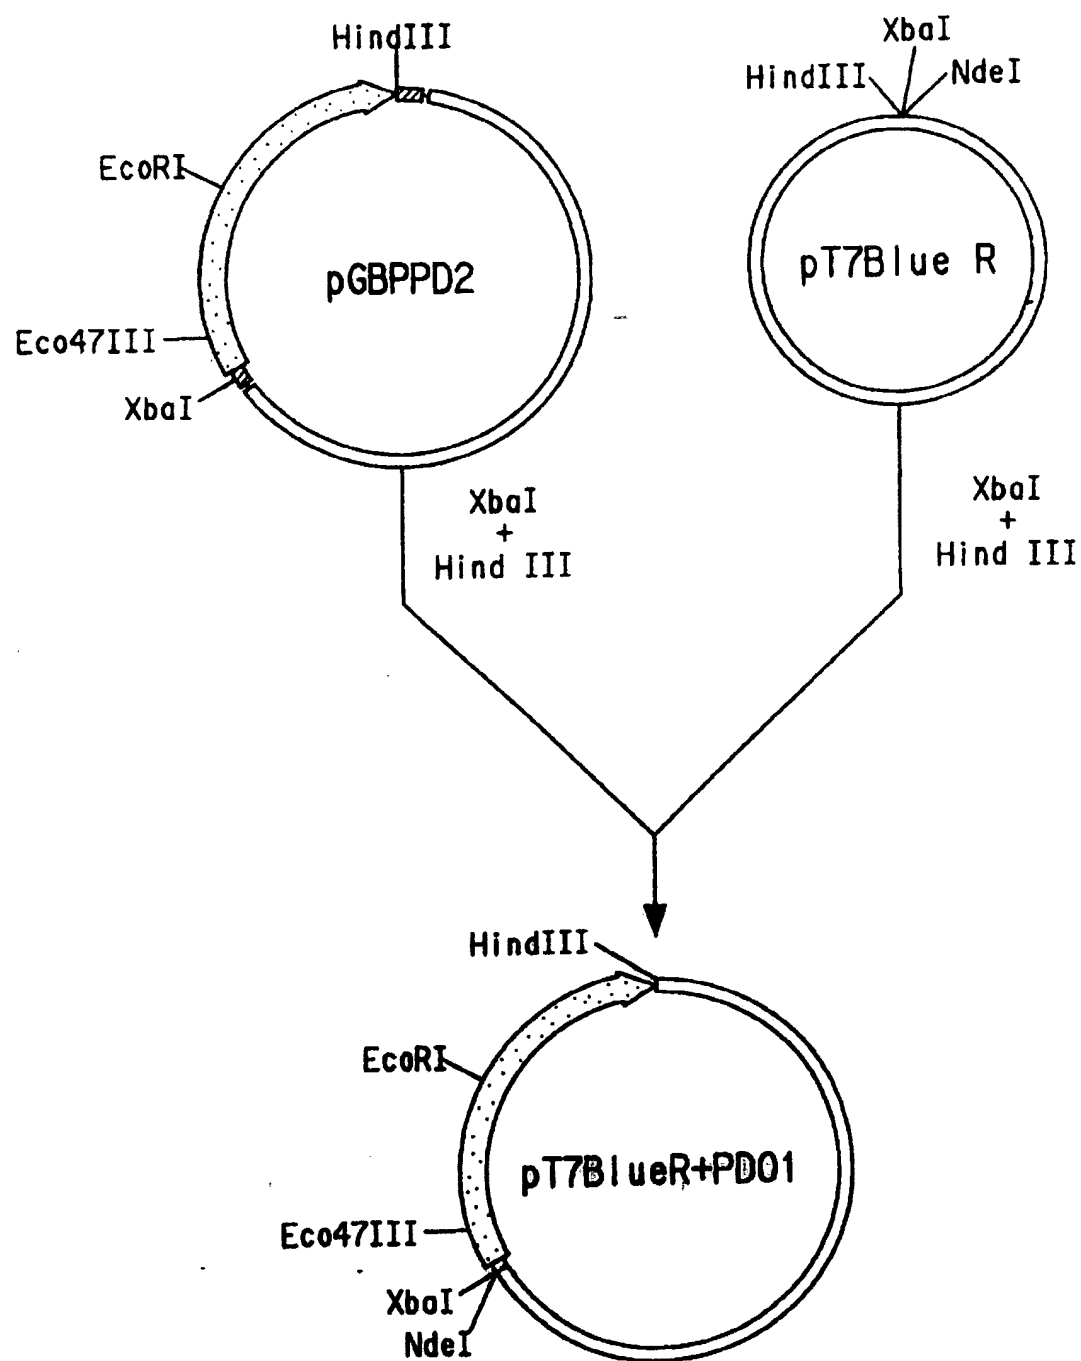 HindIII
EcoRI
pGBPPD2
Eco47III
XbaI
XbaI
HindIII
NdeI
pT7Blue R
XbaI
+
Hind III
XbaI
+
Hind III
HindIII
EcoRI
pT7BlueR+PDO1
Eco47III
XbaI
NdeI